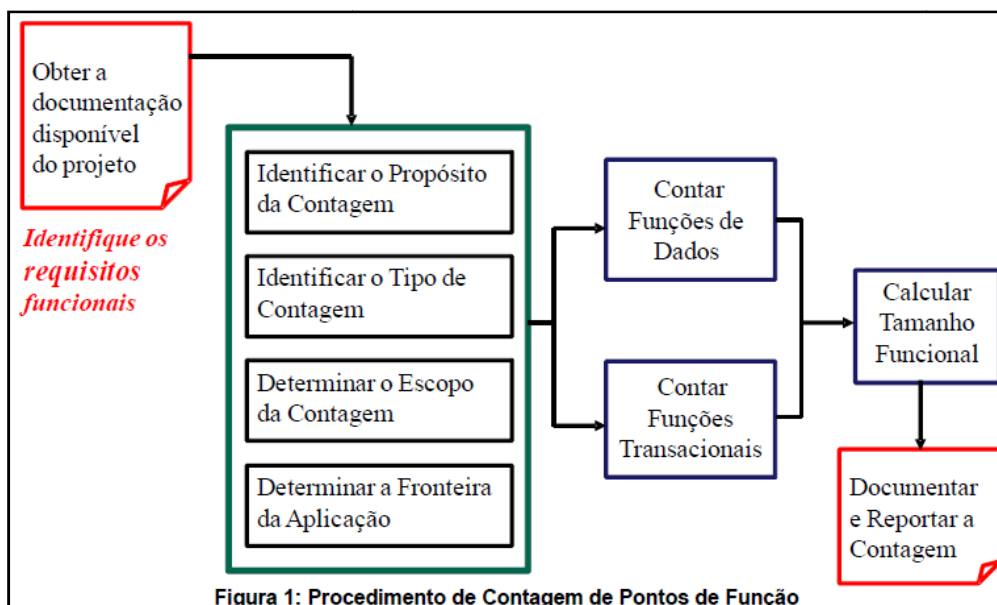 Obter a
documentação
disponível
do projeto
Identifique os
requisitos
funcionais
Identificar o Propósito
da Contagem
Identificar o Tipo de
Contagem
Determinar o Escopo
da Contagem
Determinar a Fronteira
da Aplicação
Contar
Funções de
Dados
Contar
Funções
Transacionais
Calcular
Tamanho
Funcional
Documentar
e Reportar a
Contagem
Figura 1: Procedimento de Contagem de Pontos de Função